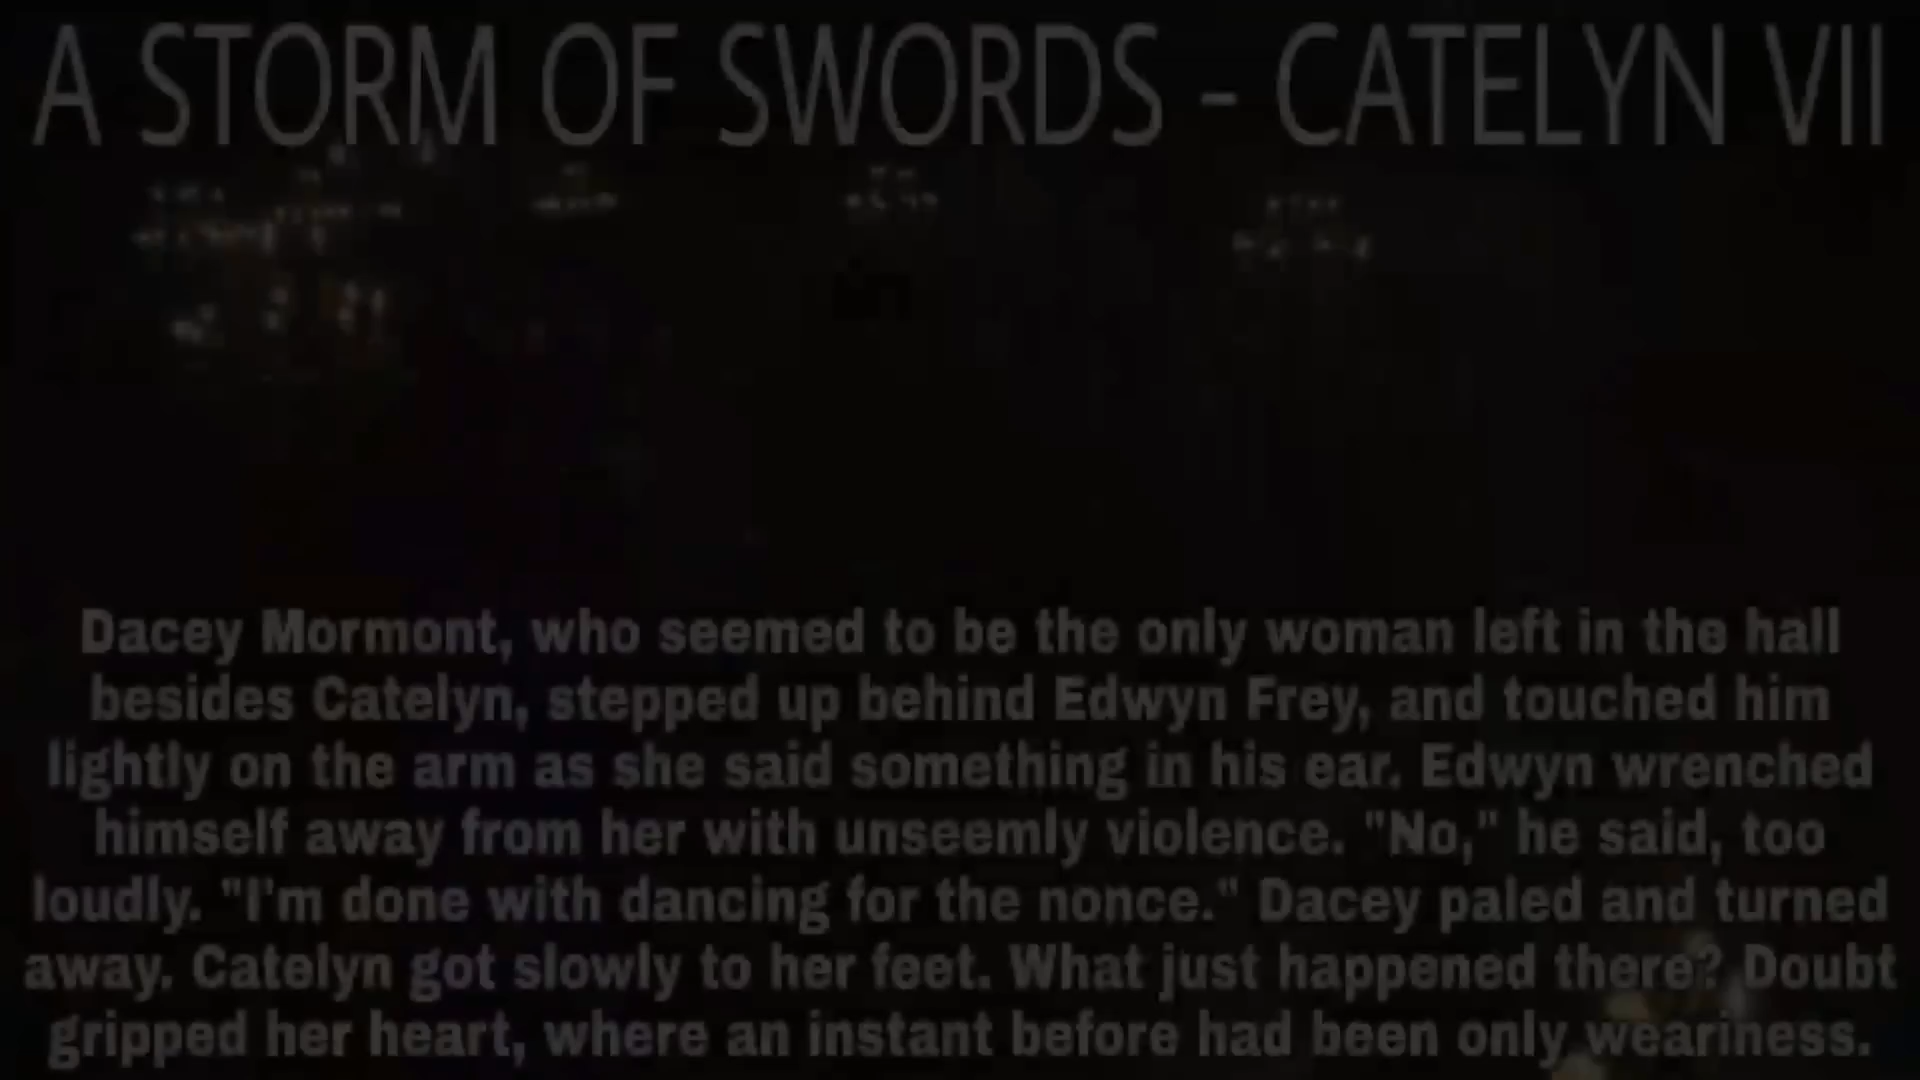 A STORM OF SWORDS - CATELYN VII
Dacey Mormont, who seemed to be the only woman left in the hall
besides Catelyn, stepped up behind Edwyn Frey, and touched him
lightly on the arm as she said something in his ear. Edwyn wrenched
himself away from her with unseemly violence. "No," he said, too
loudly. "I'm done with dancing for the nonce." Dacey paled and turned
away. Catelyn got slowly to her feet. What just happened there? Doubt
gripped her heart, where an instant before had been only weariness.